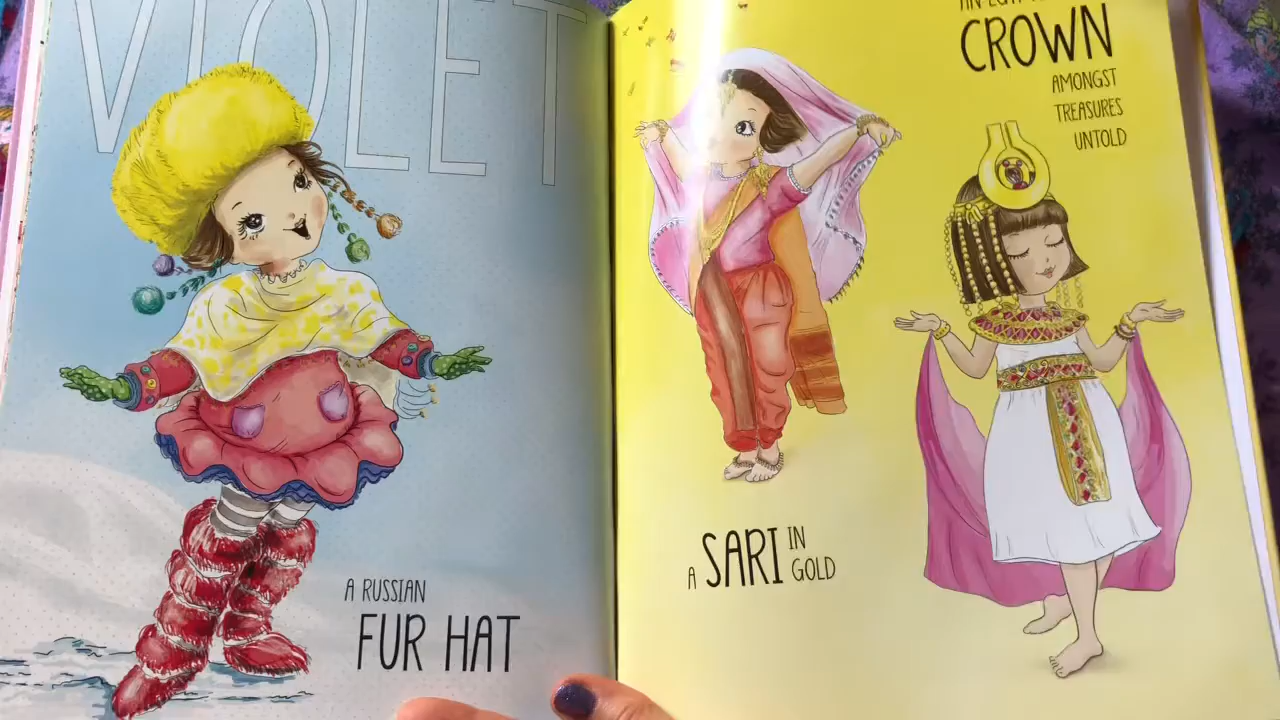 VIOLET
A RUSSIAN
FUR HAT
A SARI IN
GOLD
CROWN
AMONGST
TREASURES
UNTOLD